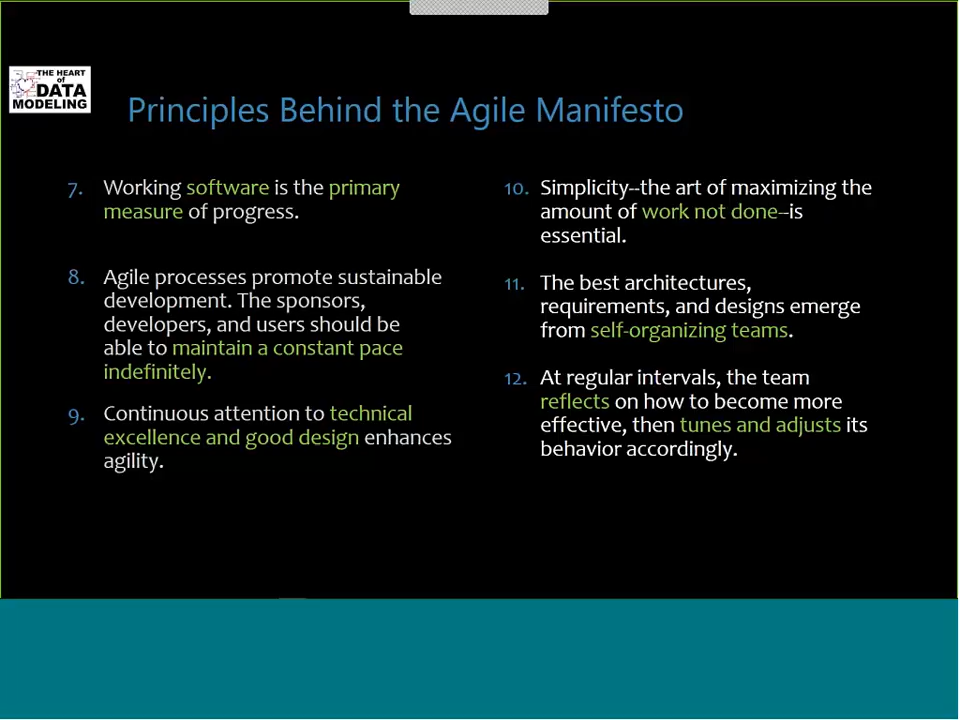 THE HEART
of
DATA
MODELING
Principles Behind the Agile Manifesto
7. Working software is the primary
measure of progress.
8. Agile processes promote sustainable
development. The sponsors,
developers, and users should be
able to maintain a constant pace
indefinitely.
9. Continuous attention to technical
excellence and good design enhances
agility.
10. Simplicity--the art of maximizing the
amount of work not done--is
essential.
11. The best architectures,
requirements, and designs emerge
from self-organizing teams.
12. At regular intervals, the team
reflects on how to become more
effective, then tunes and adjusts its
behavior accordingly.